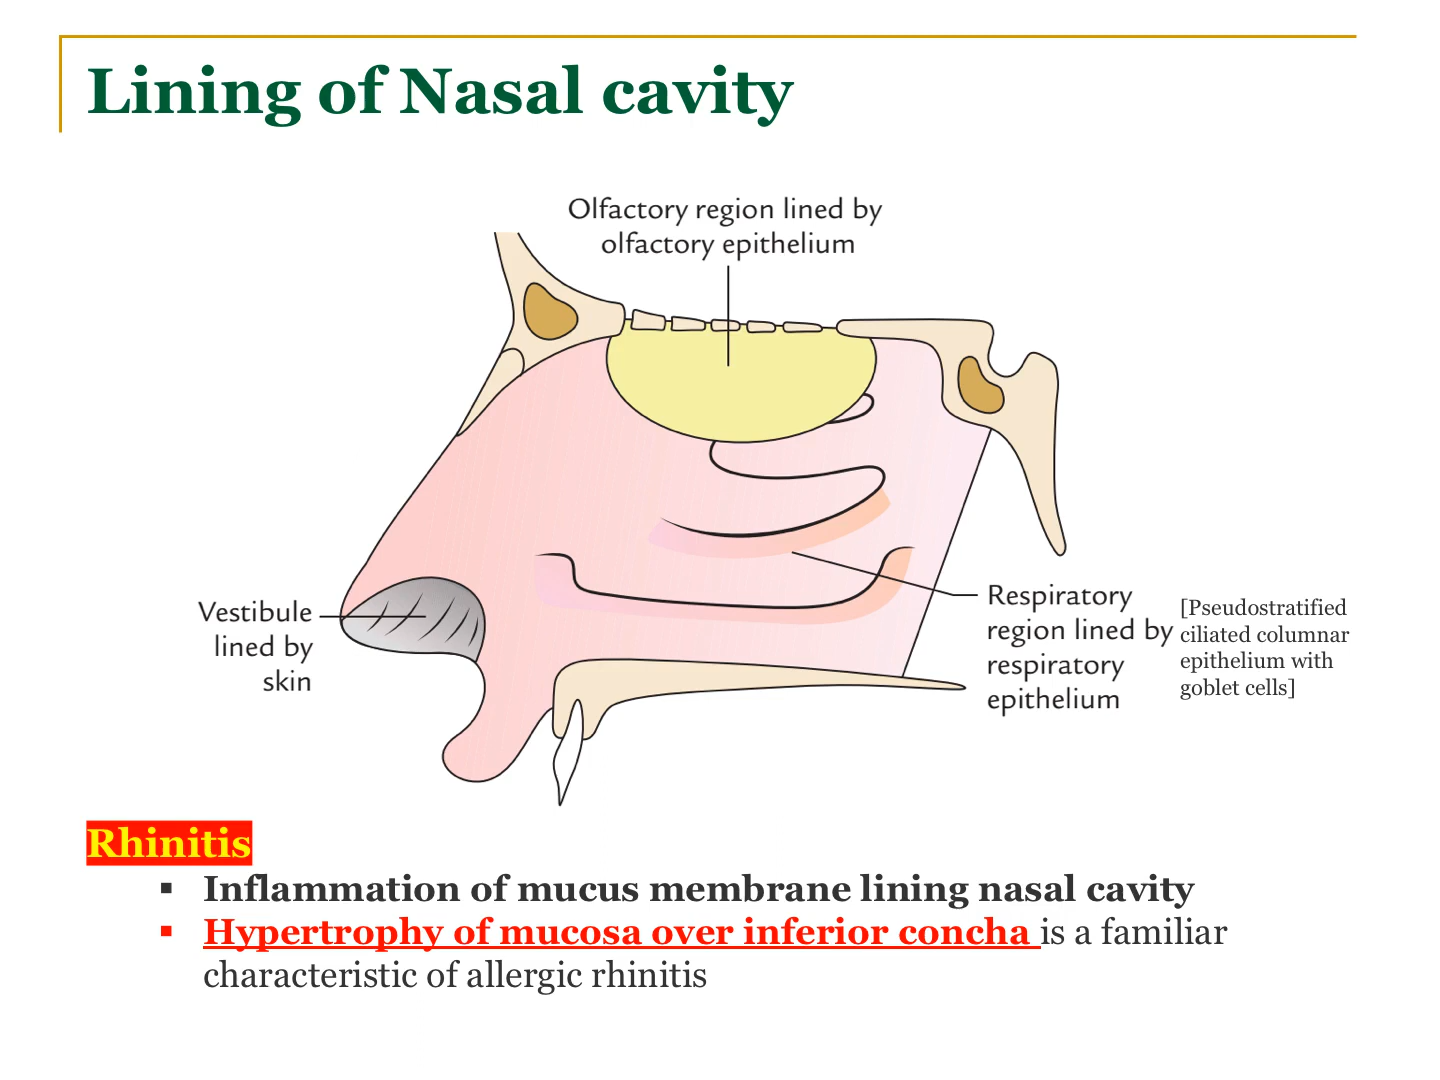 Lining of Nasal cavity
Olfactory region lined by
olfactory epithelium
Vestibule
lined by
skin
Respiratory
region lined by
respiratory
epithelium
[Pseudostratified
ciliated columnar
epithelium with
goblet cells]
Rhinitis
▪ Inflammation of mucus membrane lining nasal cavity
▪ Hypertrophy of mucosa over inferior concha is a familiar
characteristic of allergic rhinitis